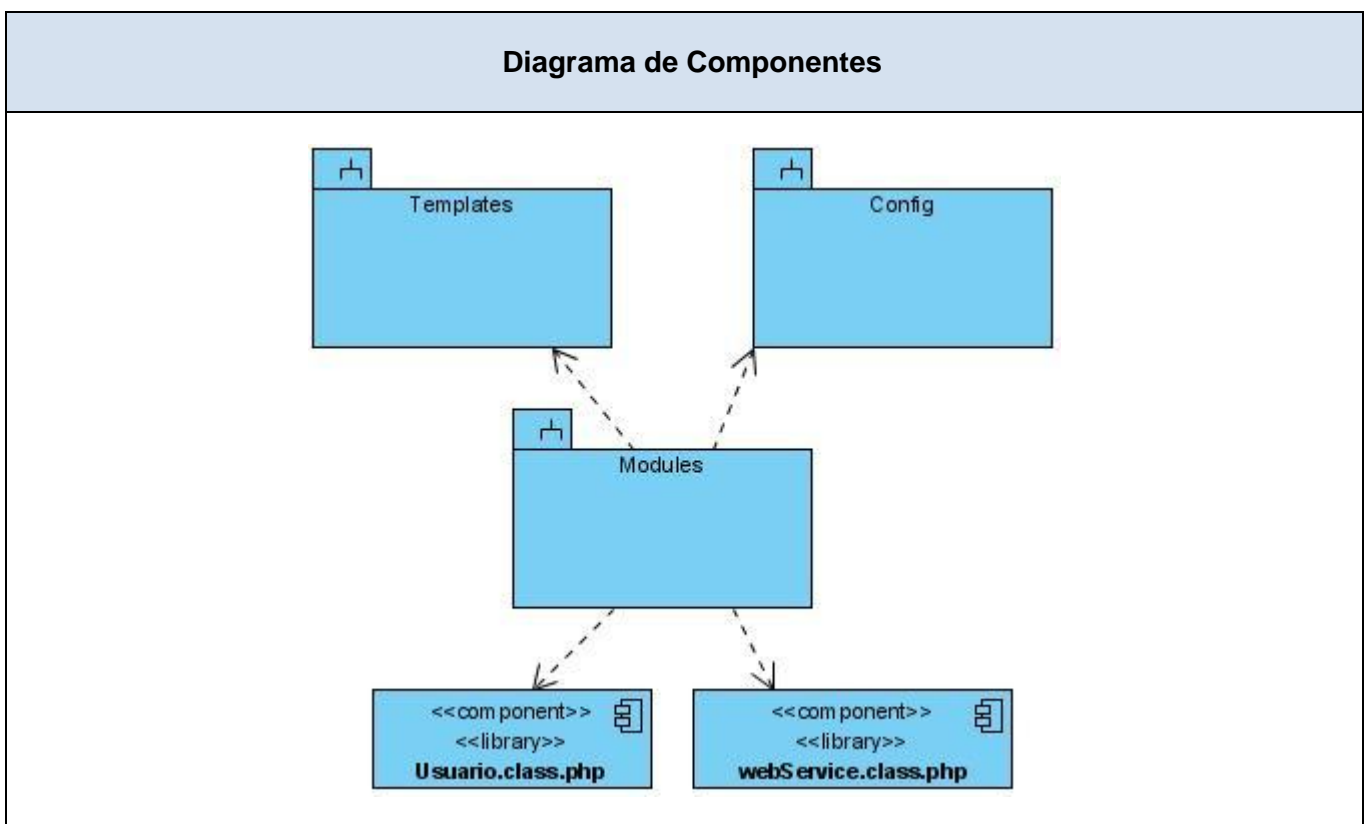 Diagrama de Componentes
Templates
Config
Modules
<<component>>
<<library>>
Usuario.class.php
<<component>>
<<library>>
webService.class.php